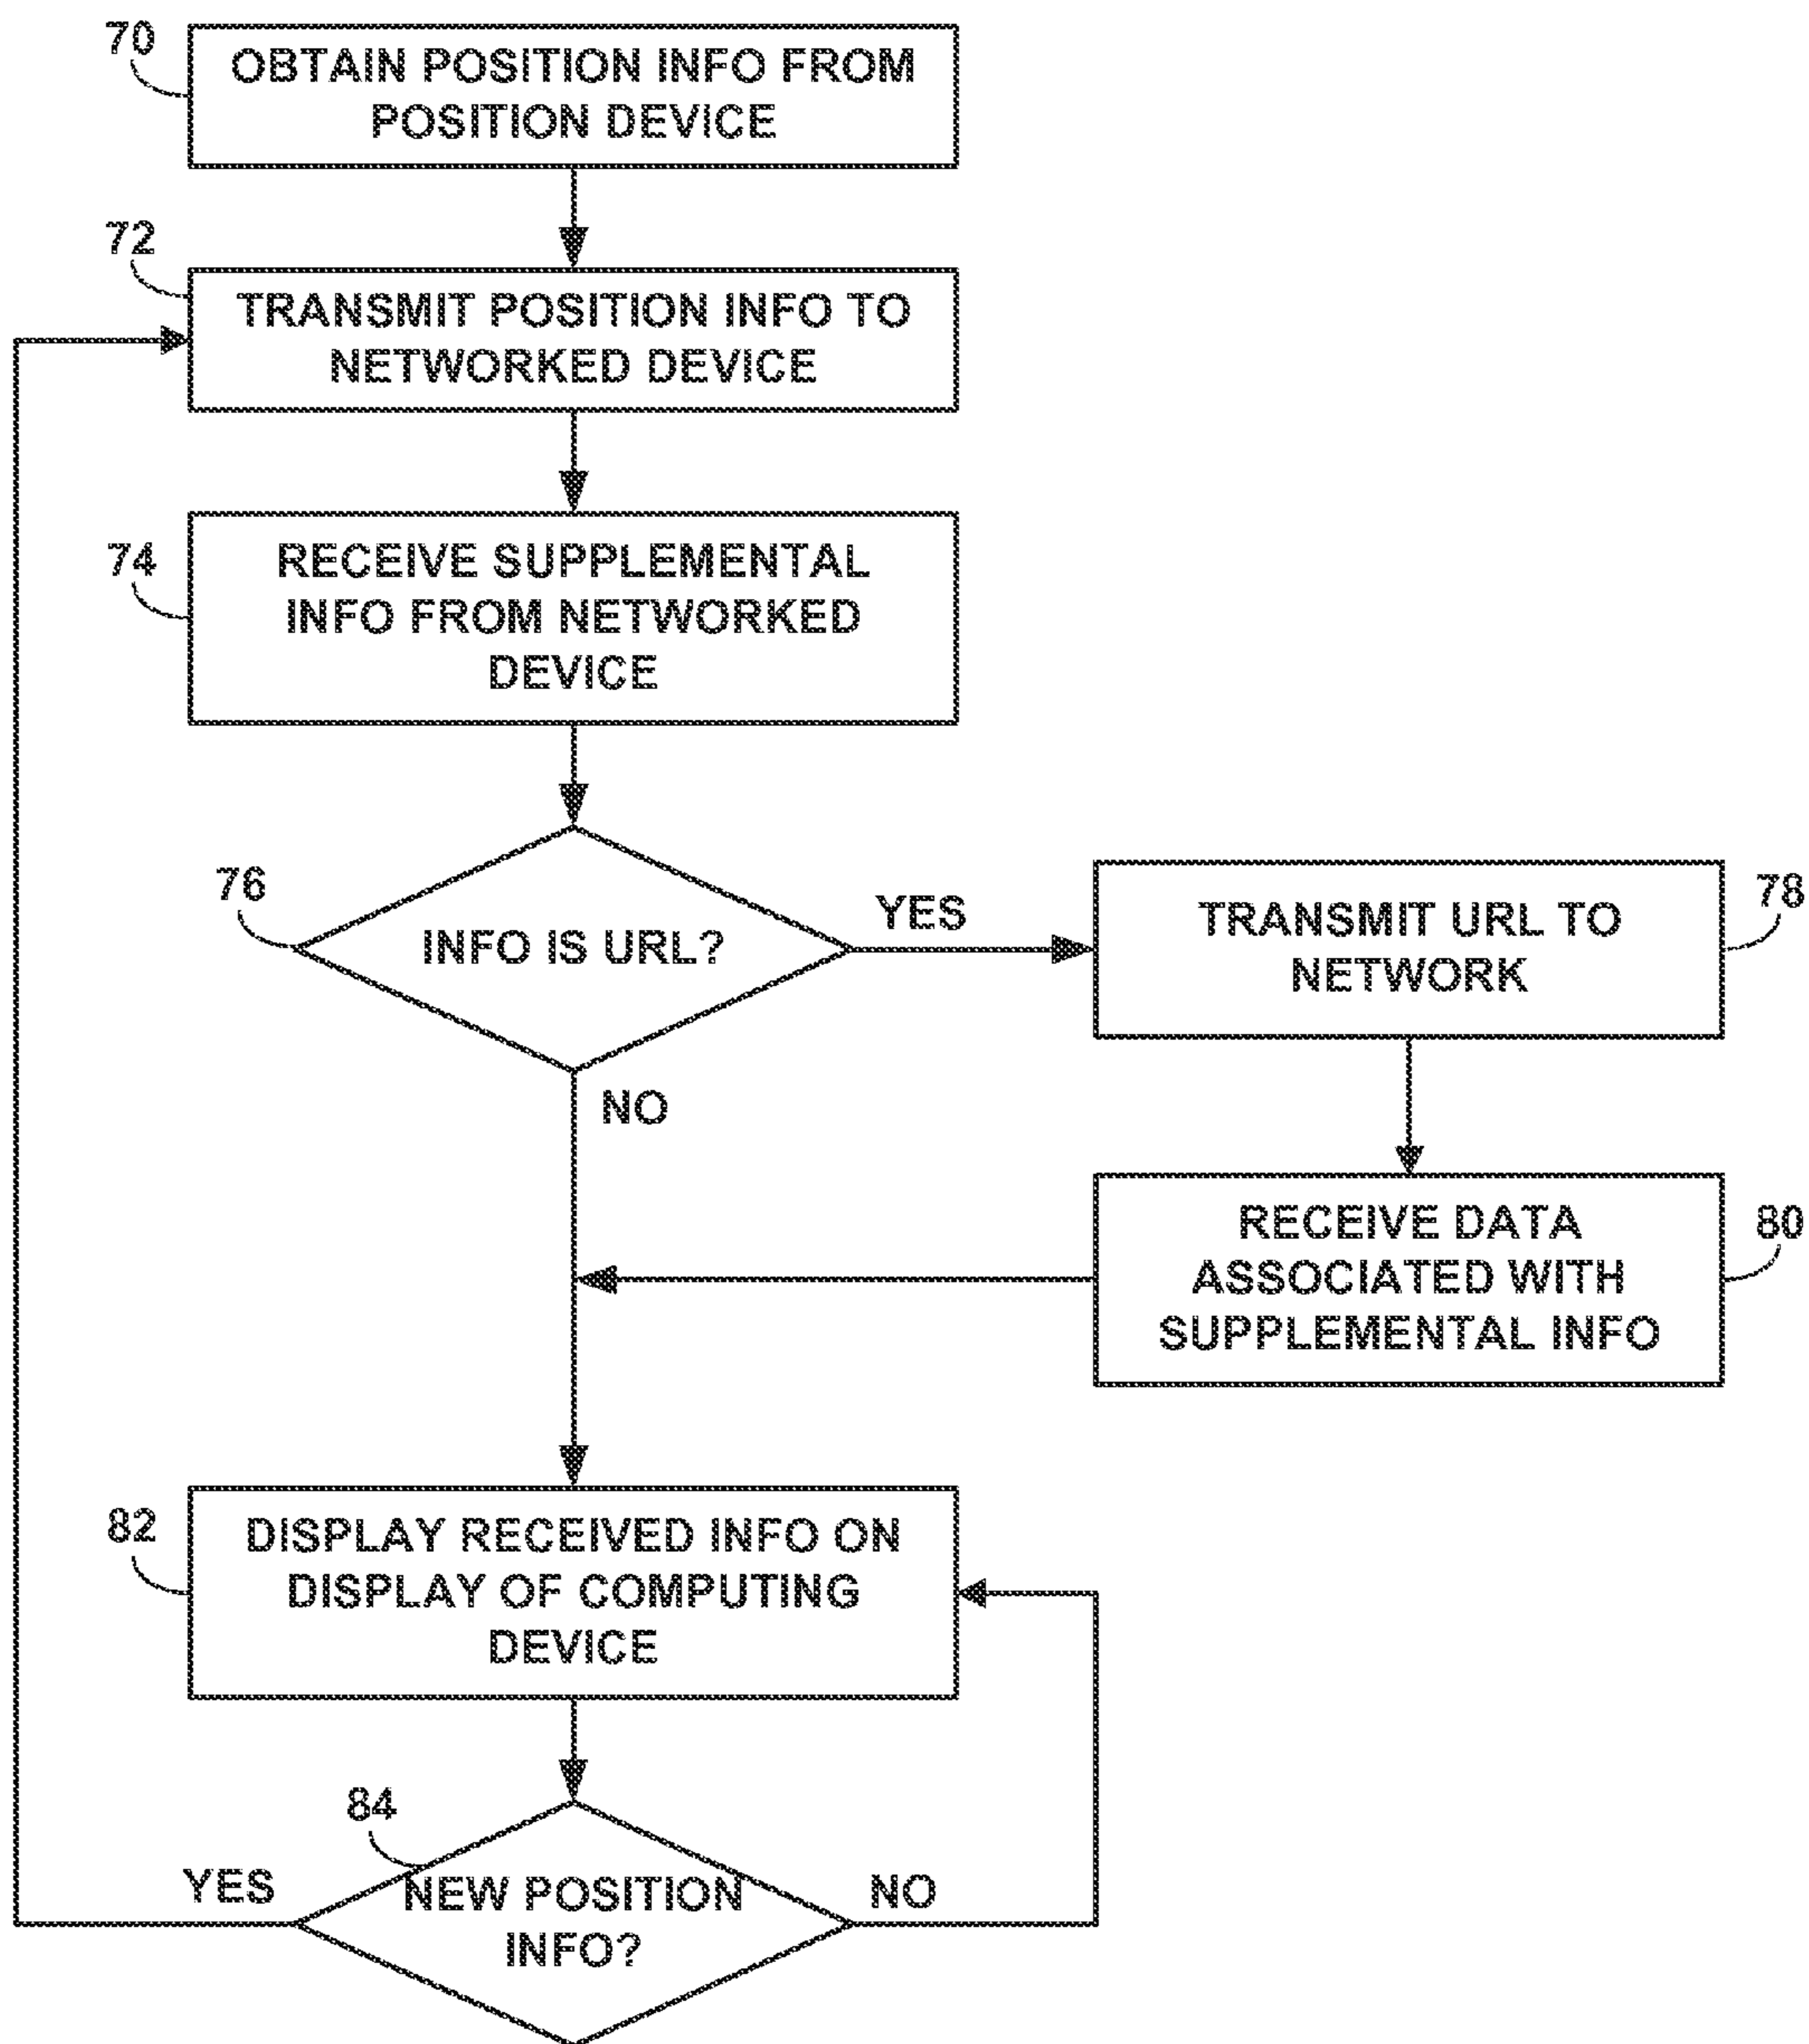 70
OBTAIN POSITION INFO FROM
POSITION DEVICE
72
TRANSMIT POSITION INFO TO
NETWORKED DEVICE
74
RECEIVE SUPPLEMENTAL
INFO FROM NETWORKED
DEVICE
76
INFO IS URL?
YES
NO
78
TRANSMIT URL TO
NETWORK
80
RECEIVE DATA
ASSOCIATED WITH
SUPPLEMENTAL INFO
82
DISPLAY RECEIVED INFO ON
DISPLAY OF COMPUTING
DEVICE
84
NEW POSITION
INFO?
YES
NO